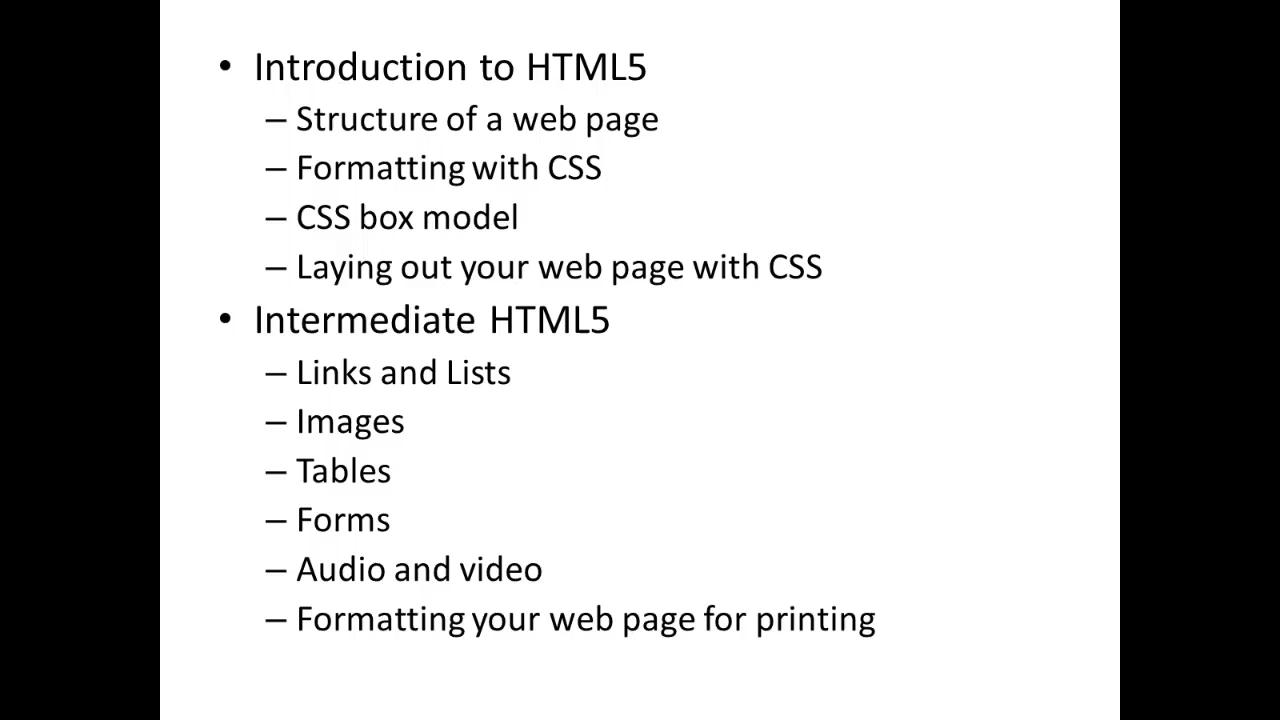 • Introduction to HTML5
– Structure of a web page
– Formatting with CSS
– CSS box model
– Laying out your web page with CSS
• Intermediate HTML5
– Links and Lists
– Images
– Tables
– Forms
– Audio and video
– Formatting your web page for printing